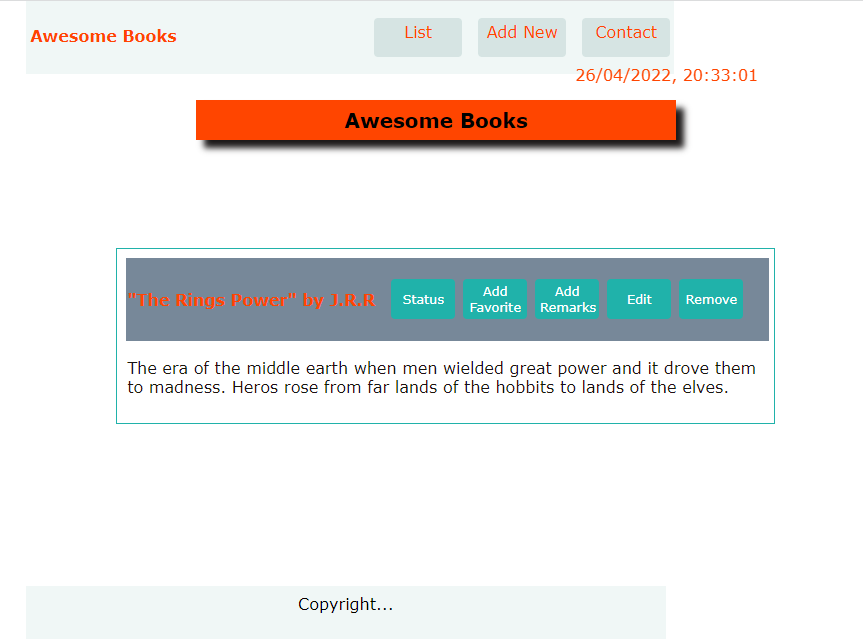 Awesome Books
List
Add New
Contact
26/04/2022, 20:33:01
Awesome Books
"The Rings Power" by J.R.R
Status
Add
Favorite
Add
Remarks
Edit
Remove
The era of the middle earth when men wielded great power and it drove them
to madness. Heros rose from far lands of the hobbits to lands of the elves.
Copyright...